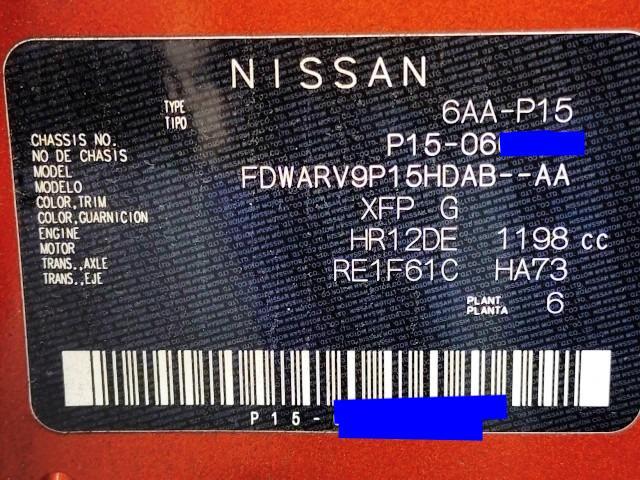 NISSAN
TYPE 6AA-P15
TIPO
CHASSIS NO. P15-06
NO DE CHASIS
MODEL FDWARV9P15HDAB--AA
MODELO
COLOR,TRIM XFP G
COLOR,GUARNICION
ENGINE HR12DE 1198 cc
MOTOR
TRANS.,AXLE RE1F61C HA73
TRANS.,EJE
PLANT 6
PLANTA
P15-